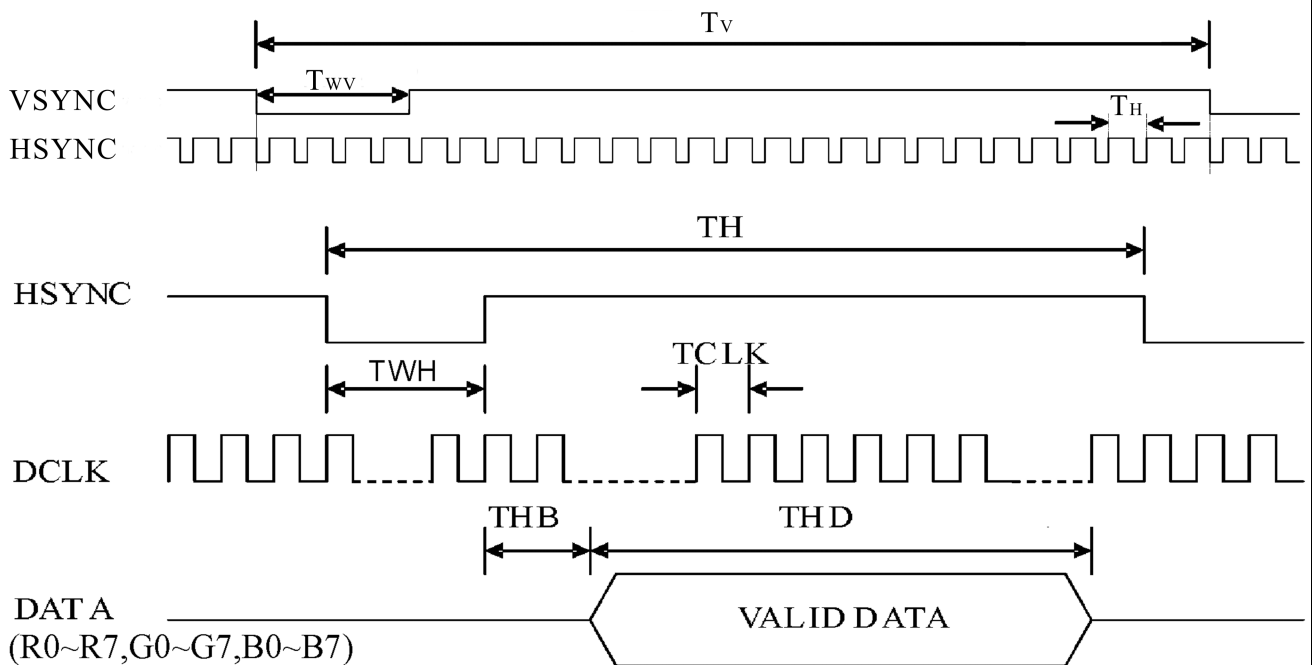 TV
TWV
VSYNC
TH
HSYNC
TH
HSYNC
TCLK
TWH
DCLK
THB
THD
DATA
VALID DATA
(R0~R7,G0~G7,B0~B7)